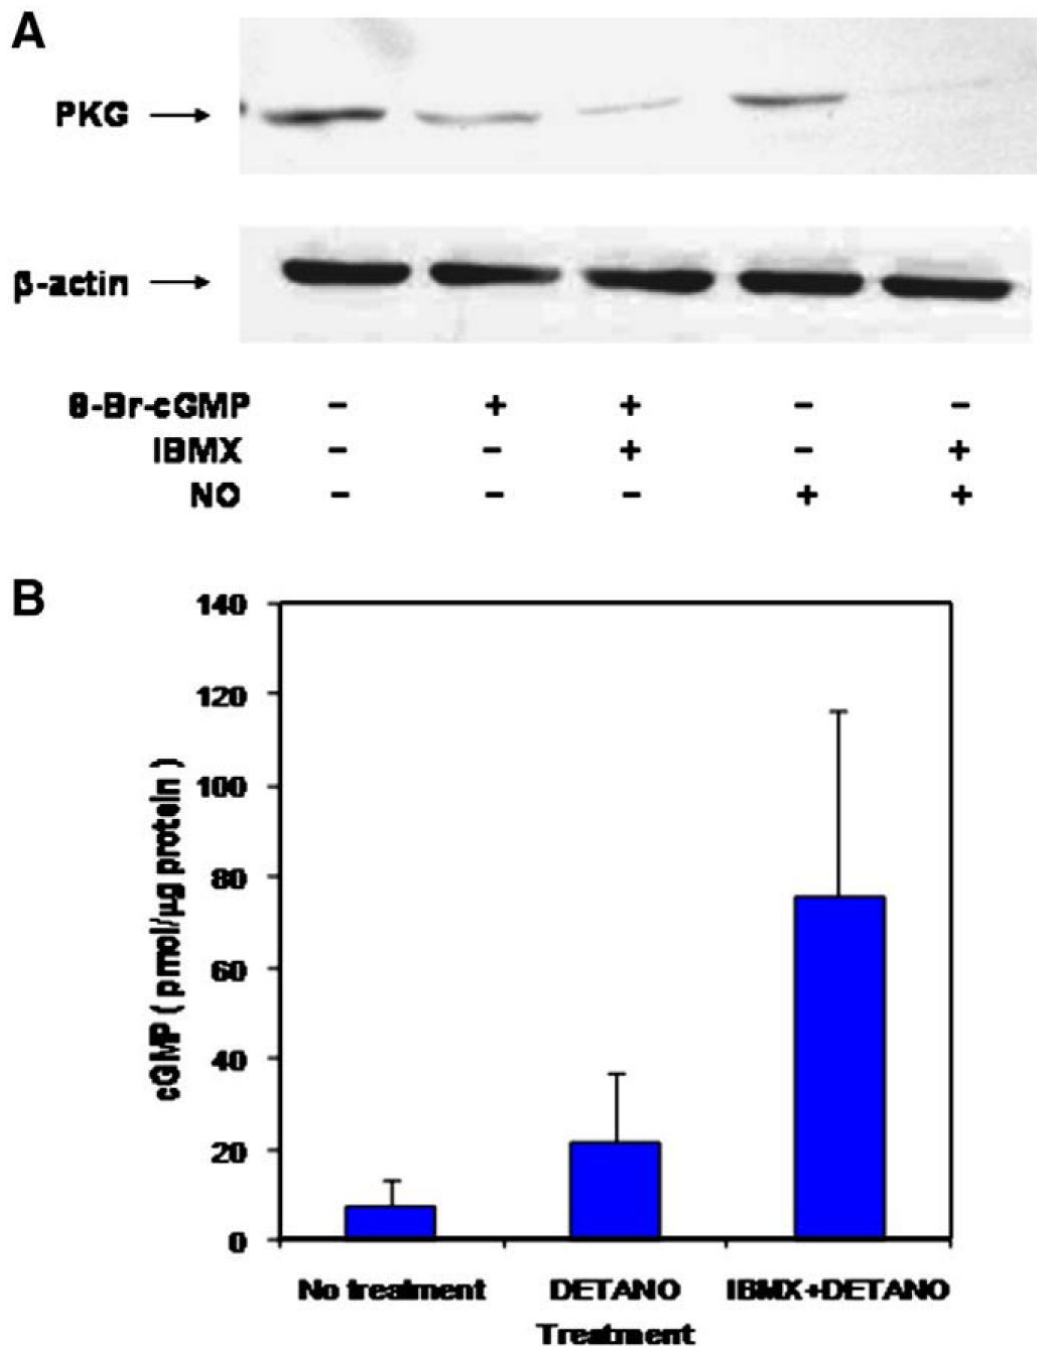 A
PKG →
β-actin →
8-Br-cGMP - + + - -
IBMX - - + - +
NO - - - + +
B
140
120
100
80
60
40
20
0
cGMP ( pmol/µg protein )
No treatment DETANO IBMX+DETANO
Treatment